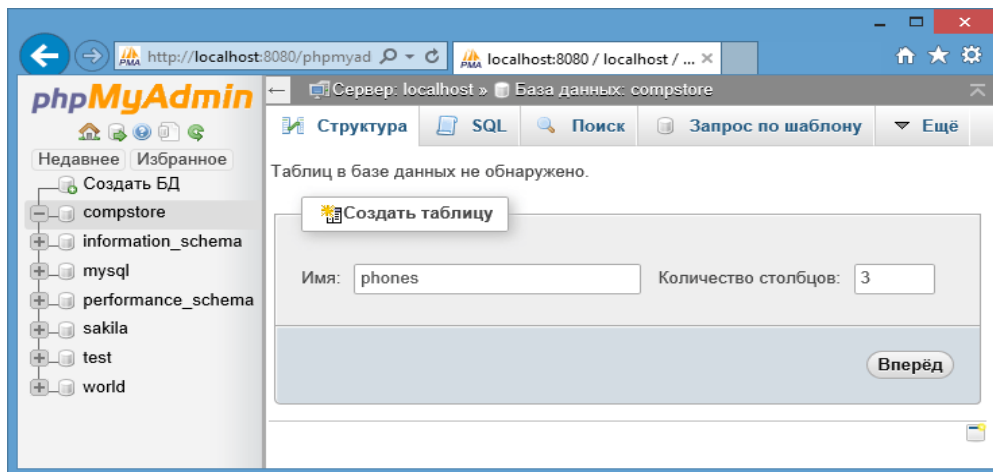 http://localhost:8080/phpmyad
localhost:8080 / localhost / ...
phpMyAdmin
Недавнее Избранное
Создать БД
compstore
information_schema
mysql
performance_schema
sakila
test
world
Сервер: localhost » База данных: compstore
Структура SQL Поиск Запрос по шаблону Ещё
Таблиц в базе данных не обнаружено.
Создать таблицу
Имя: phones Количество столбцов: 3
Вперёд